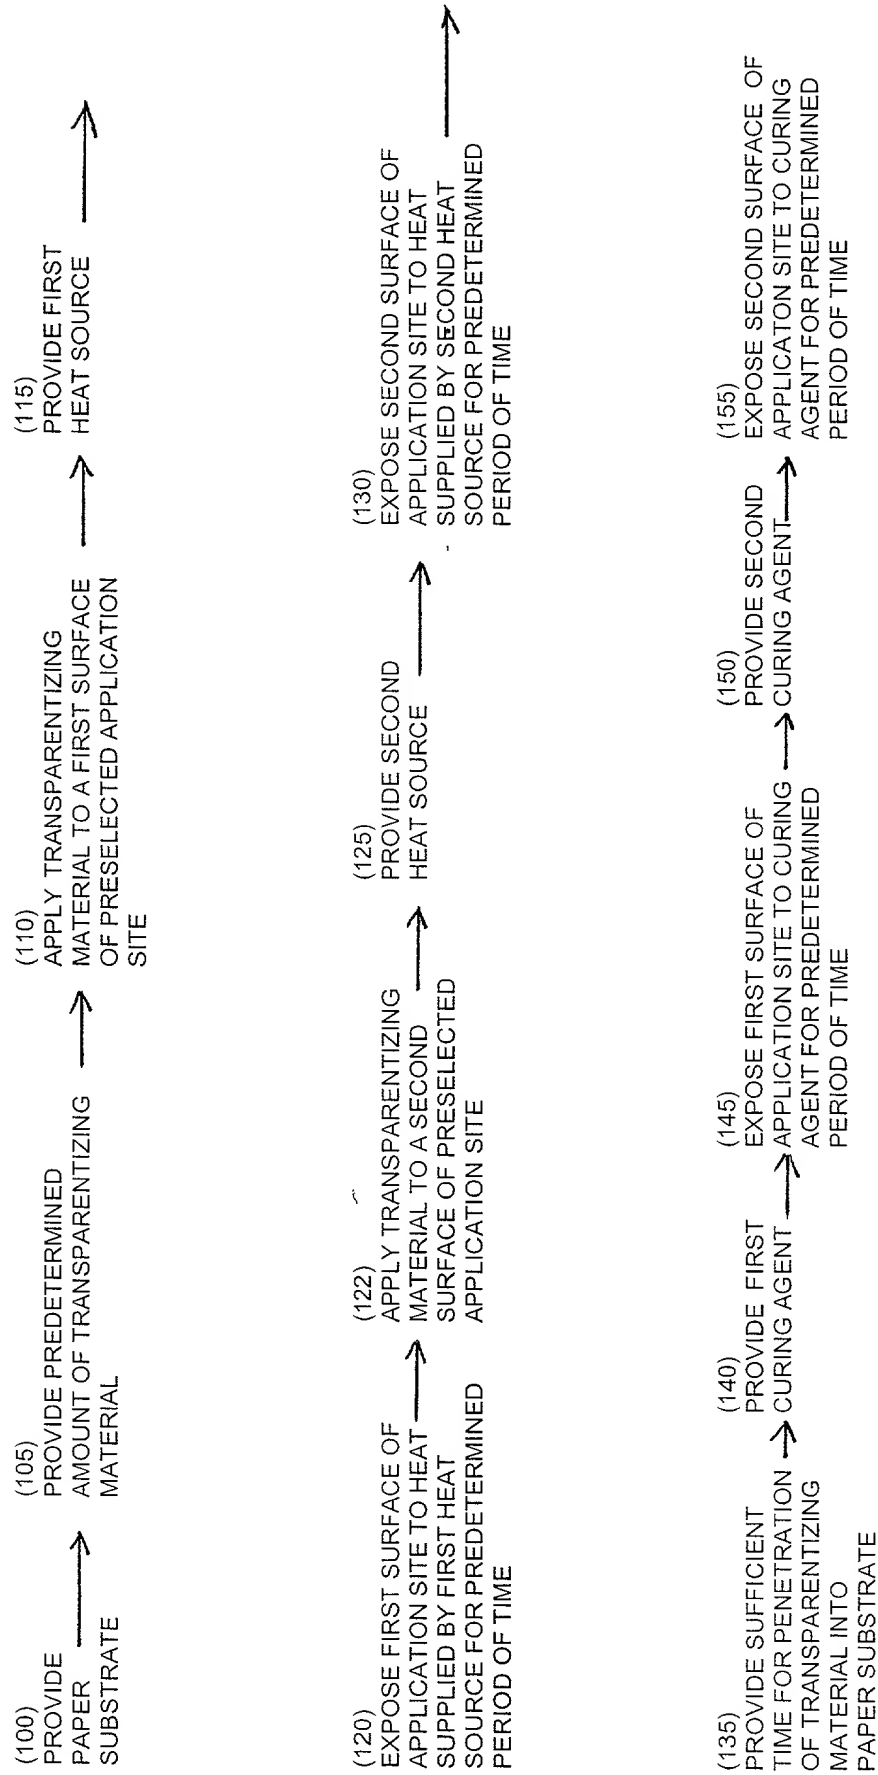 (100)
PROVIDE
PAPER
SUBSTRATE
(105)
PROVIDE PREDETERMINED
AMOUNT OF TRANSPARENTIZING
MATERIAL
(110)
APPLY TRANSPARENTIZING
MATERIAL TO A FIRST SURFACE
OF PRESELECTED APPLICATION
SITE
(115)
PROVIDE FIRST
HEAT SOURCE
(120)
EXPOSE FIRST SURFACE OF
APPLICATION SITE TO HEAT
SUPPLIED BY FIRST HEAT
SOURCE FOR PREDETERMINED
PERIOD OF TIME
(122)
APPLY TRANSPARENTIZING
MATERIAL TO A SECOND
SURFACE OF PRESELECTED
APPLICATION SITE
(125)
PROVIDE SECOND
HEAT SOURCE
(130)
EXPOSE SECOND SURFACE OF
APPLICATION SITE TO HEAT
SUPPLIED BY SECOND HEAT
SOURCE FOR PREDETERMINED
PERIOD OF TIME
(135)
PROVIDE SUFFICIENT
TIME FOR PENETRATION
OF TRANSPARENTIZING
MATERIAL INTO
PAPER SUBSTRATE
(140)
PROVIDE FIRST
CURING AGENT
(145)
EXPOSE FIRST SURFACE OF
APPLICATION SITE TO CURING
AGENT FOR PREDETERMINED
PERIOD OF TIME
(150)
PROVIDE SECOND
CURING AGENT
(155)
EXPOSE SECOND SURFACE OF
APPLICATON SITE TO CURING
AGENT FOR PREDETERMINED
PERIOD OF TIME